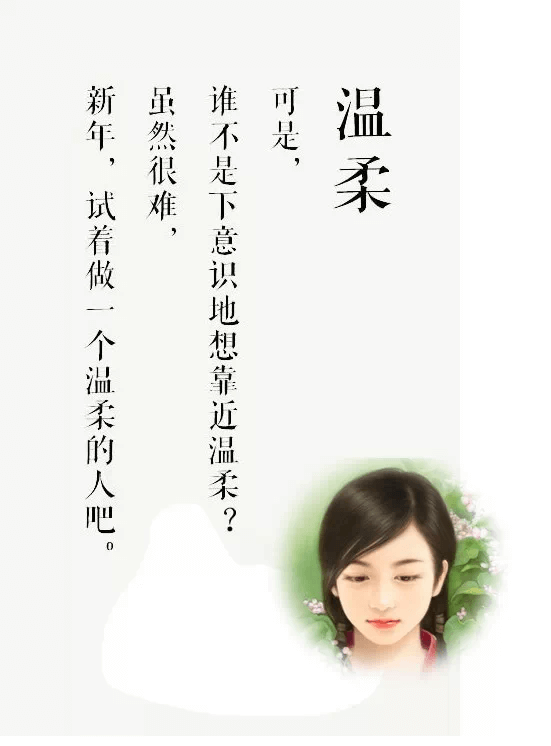 温柔
可是，
谁不是下意识地想靠近温柔？
虽然很难，
新年，试着做一个温柔的人吧。